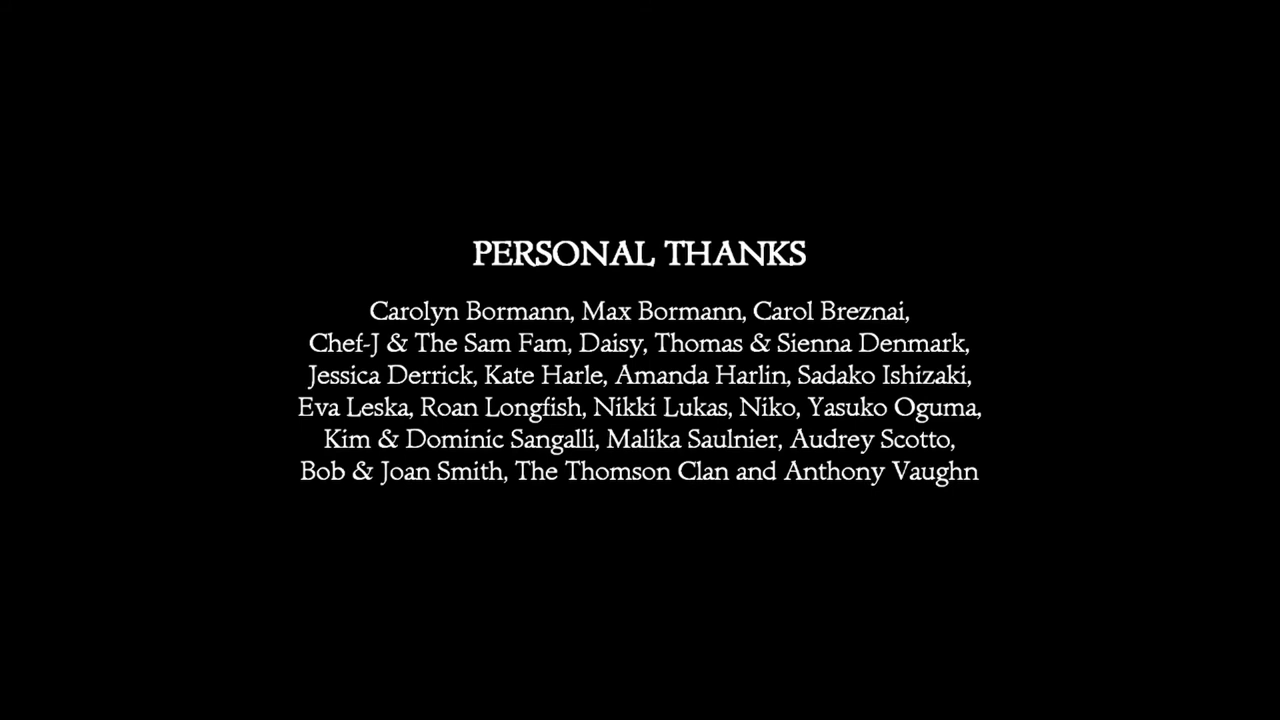 PERSONAL THANKS
Carolyn Bormann, Max Bormann, Carol Breznai,
Chef-J & The Sam Fam, Daisy, Thomas & Sienna Denmark,
Jessica Derrick, Kate Harle, Amanda Harlin, Sadako Ishizaki,
Eva Leska, Roan Longfish, Nikki Lukas, Niko, Yasuko Oguma,
Kim & Dominic Sangalli, Malika Saulnier, Audrey Scotto,
Bob & Joan Smith, The Thomson Clan and Anthony Vaughn